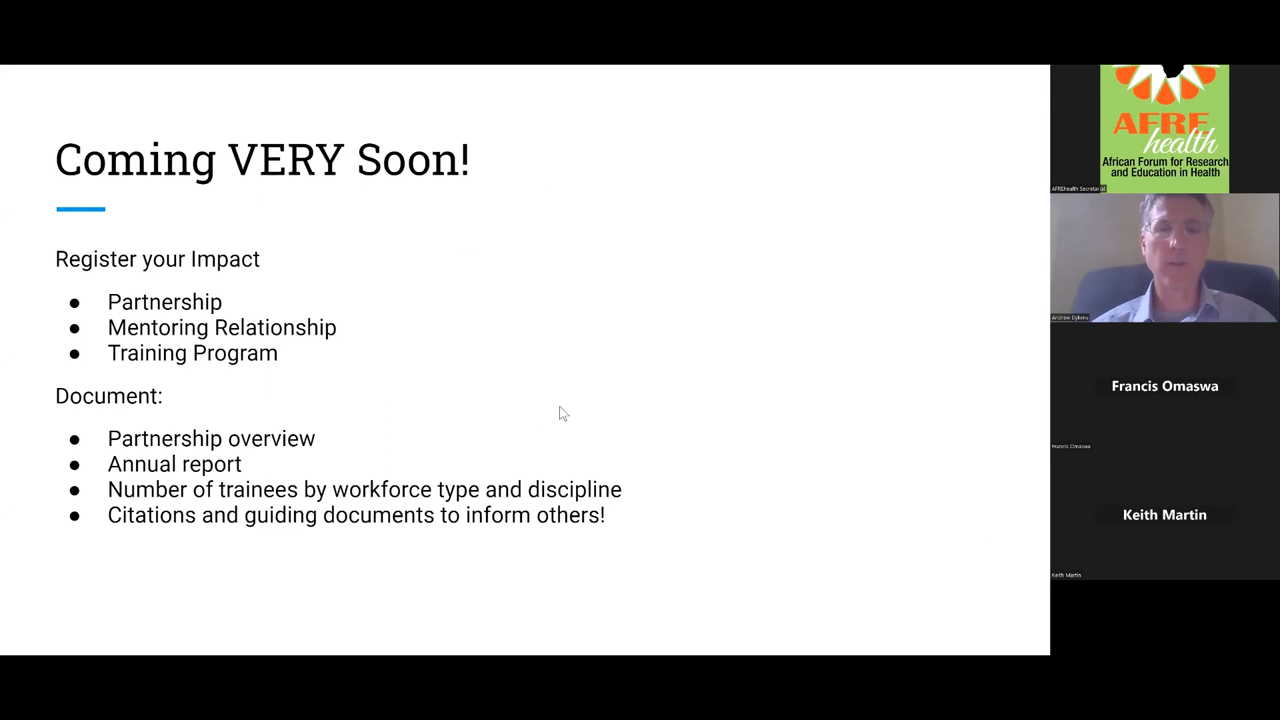 Coming VERY Soon!
Register your Impact
● Partnership
● Mentoring Relationship
● Training Program
Document:
● Partnership overview
● Annual report
● Number of trainees by workforce type and discipline
● Citations and guiding documents to inform others!
AFRE
health
African Forum for Research
and Education in Health
AFREhealth Secretariat
Andrew Dykens
Francis Omaswa
Francis Omaswa
Keith Martin
Keith Martin